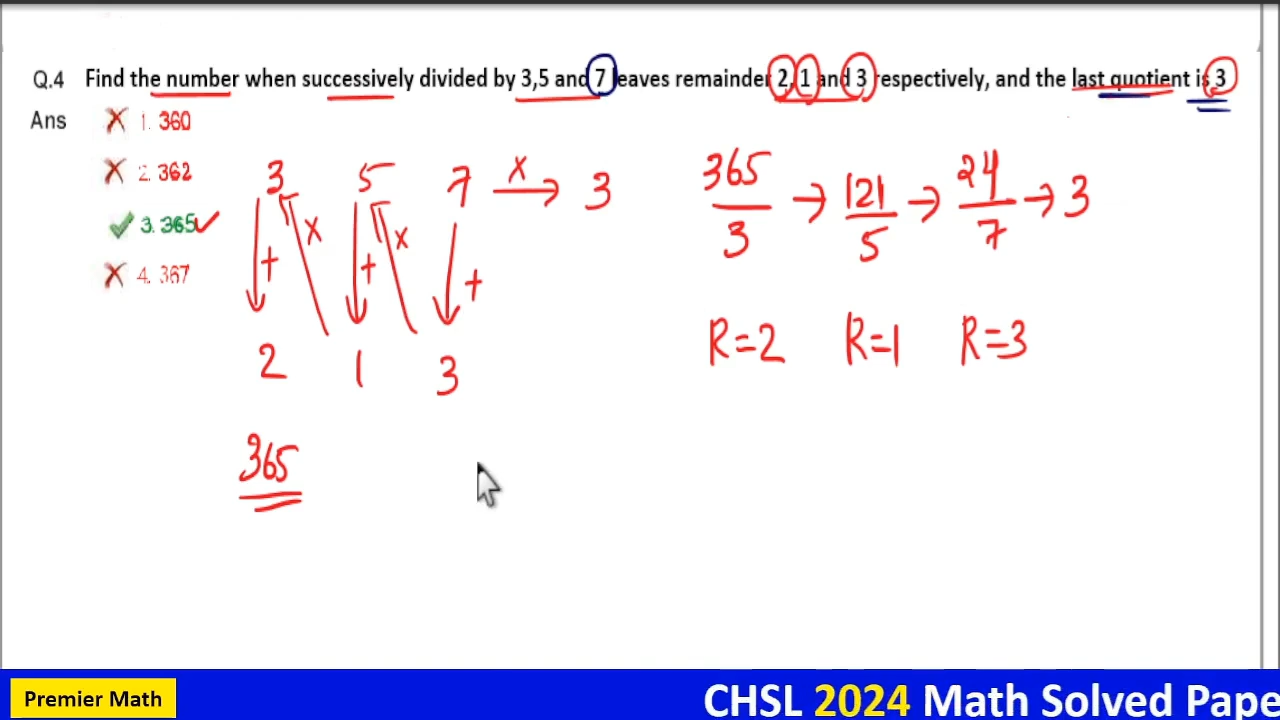 Q.4 Find the number when successively divided by 3,5 and 7 leaves remainder 2, 1 and 3 respectively, and the last quotient is 3
Ans
1. 360
2. 362
3. 365
4. 367
3 5 7 x → 3
x x
+ + +
2 1 3
365
365/3 → 121/5 → 24/7 → 3
R=2 R=1 R=3
Premier Math
CHSL 2024 Math Solved Pape